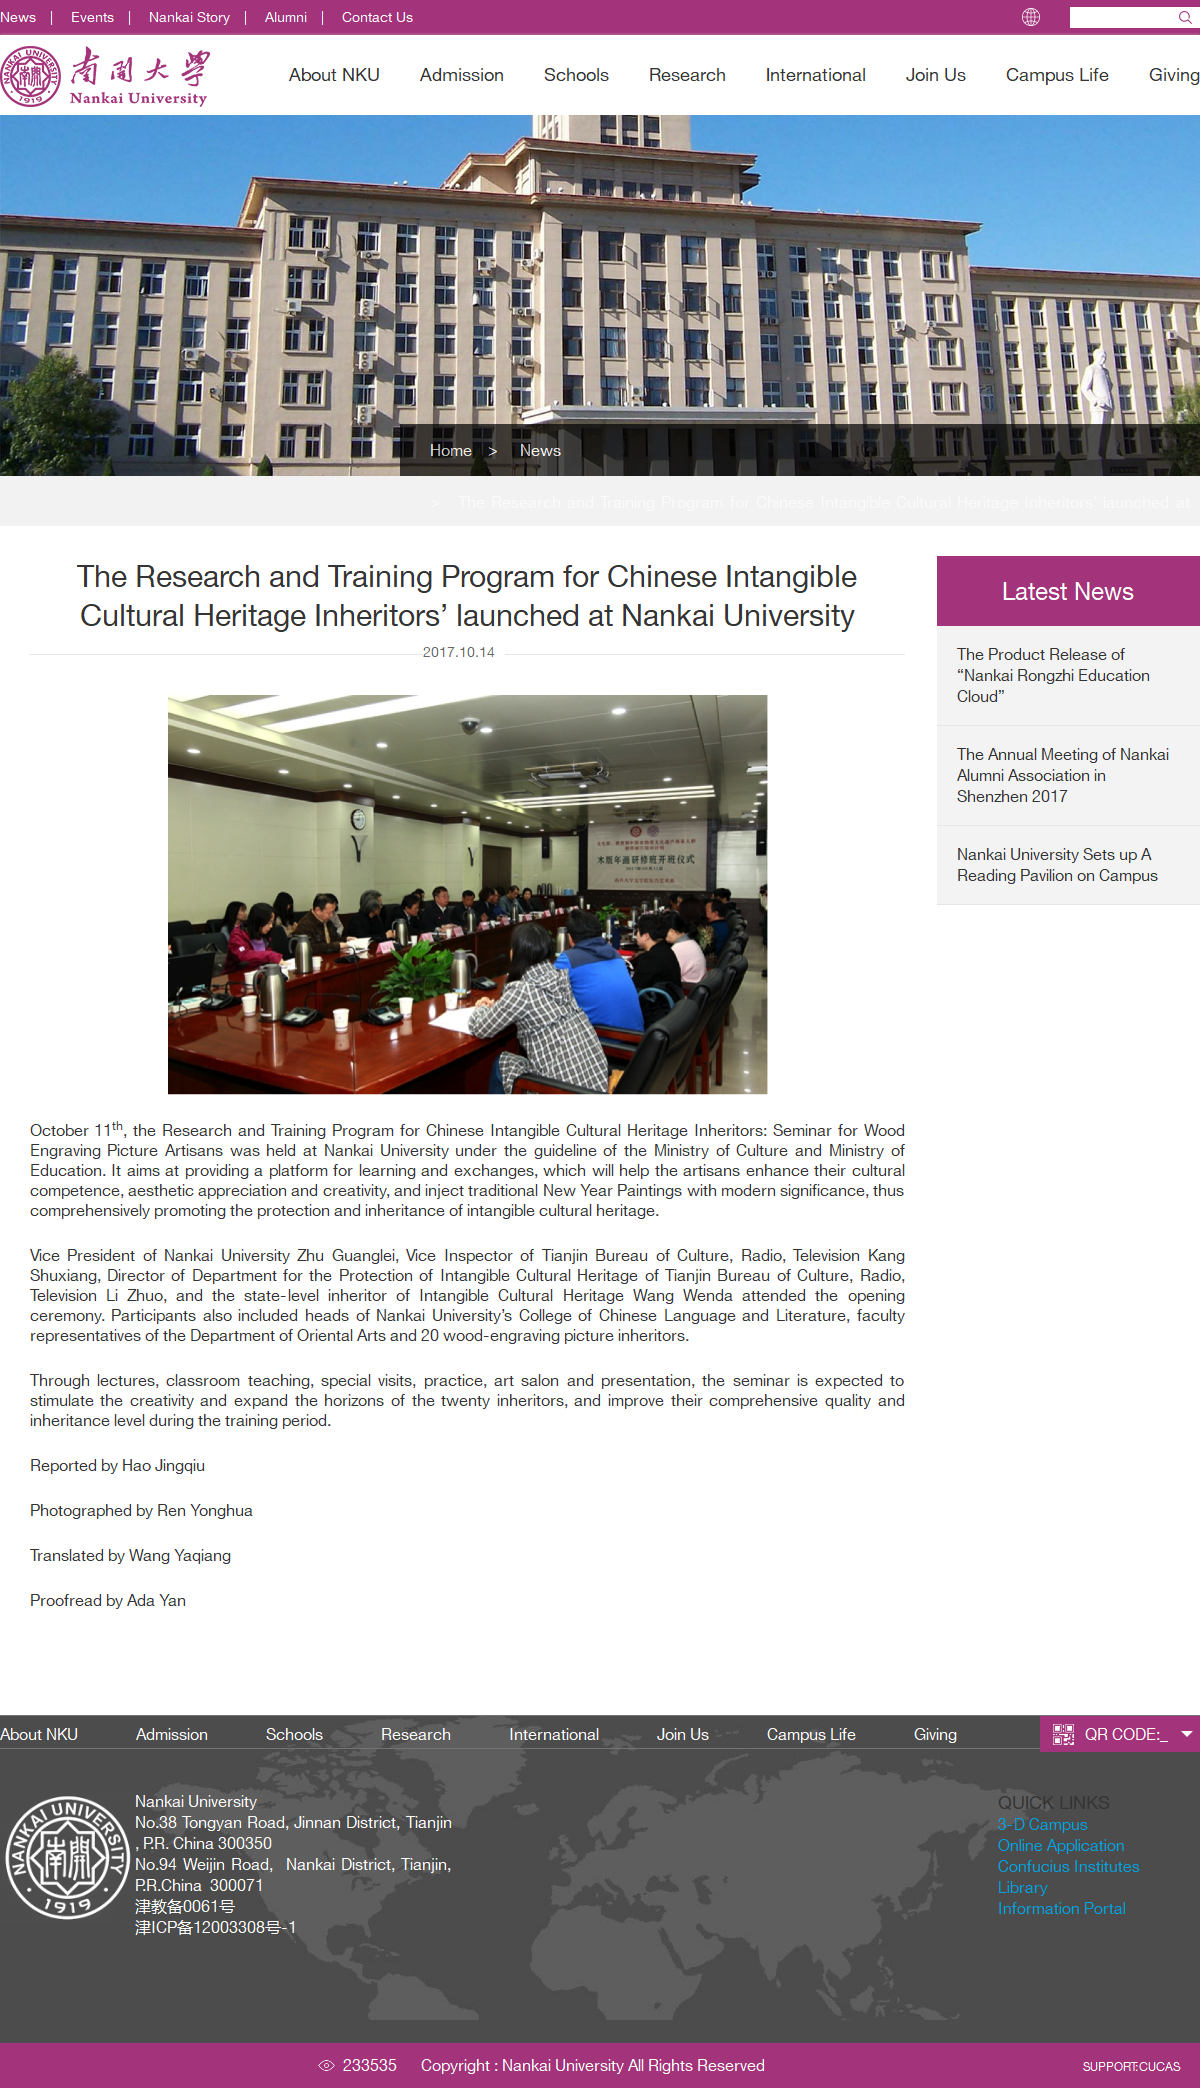 News | Events | Nankai Story | Alumni | Contact Us
NANKAI UNIVERSITY
南開
1919
南開大學
Nankai University
About NKU Admission Schools Research International Join Us Campus Life Giving
Home > News
> The Research and Training Program for Chinese Intangible Cultural Heritage Inheritors’ launched at
The Research and Training Program for Chinese Intangible
Cultural Heritage Inheritors’ launched at Nankai University
2017.10.14
木版年画研修班开班仪式
October 11th, the Research and Training Program for Chinese Intangible Cultural Heritage Inheritors: Seminar for Wood
Engraving Picture Artisans was held at Nankai University under the guideline of the Ministry of Culture and Ministry of
Education. It aims at providing a platform for learning and exchanges, which will help the artisans enhance their cultural
competence, aesthetic appreciation and creativity, and inject traditional New Year Paintings with modern significance, thus
comprehensively promoting the protection and inheritance of intangible cultural heritage.
Vice President of Nankai University Zhu Guanglei, Vice Inspector of Tianjin Bureau of Culture, Radio, Television Kang
Shuxiang, Director of Department for the Protection of Intangible Cultural Heritage of Tianjin Bureau of Culture, Radio,
Television Li Zhuo, and the state-level inheritor of Intangible Cultural Heritage Wang Wenda attended the opening
ceremony. Participants also included heads of Nankai University’s College of Chinese Language and Literature, faculty
representatives of the Department of Oriental Arts and 20 wood-engraving picture inheritors.
Through lectures, classroom teaching, special visits, practice, art salon and presentation, the seminar is expected to
stimulate the creativity and expand the horizons of the twenty inheritors, and improve their comprehensive quality and
inheritance level during the training period.
Reported by Hao Jingqiu
Photographed by Ren Yonghua
Translated by Wang Yaqiang
Proofread by Ada Yan
Latest News
The Product Release of
“Nankai Rongzhi Education
Cloud”
The Annual Meeting of Nankai
Alumni Association in
Shenzhen 2017
Nankai University Sets up A
Reading Pavilion on Campus
About NKU Admission Schools Research International Join Us Campus Life Giving
QR CODE:_
NANKAI UNIVERSITY
南開
1919
Nankai University
No.38 Tongyan Road, Jinnan District, Tianjin
, P.R. China 300350
No.94 Weijin Road, Nankai District, Tianjin,
P.R.China 300071
津教备0061号
津ICP备12003308号-1
QUICK LINKS
3-D Campus
Online Application
Confucius Institutes
Library
Information Portal
233535 Copyright : Nankai University All Rights Reserved
SUPPORT:CUCAS